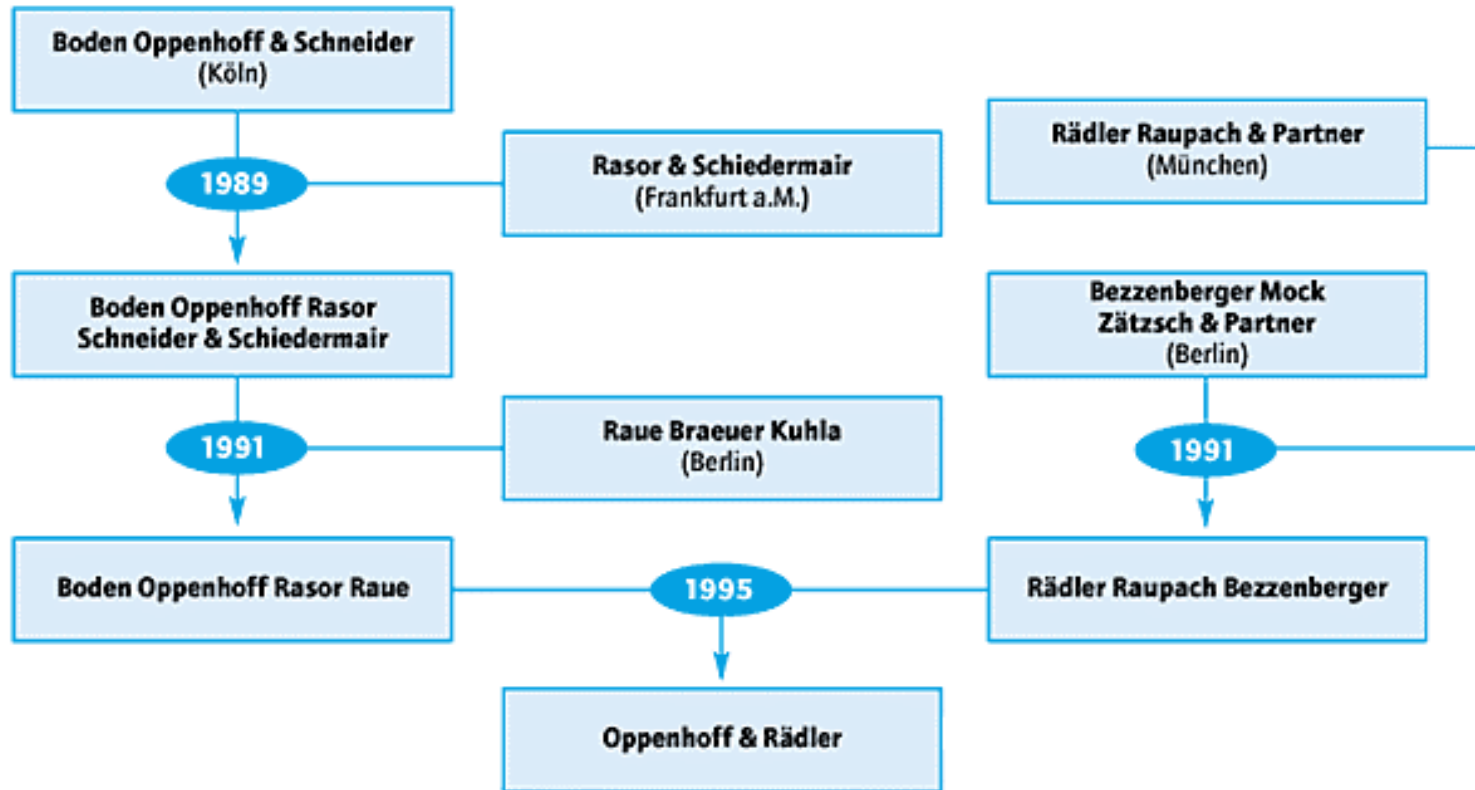 Boden Oppenhoff & Schneider
(Köln)
Rädler Raupach & Partner
(München)
Rasor & Schiedermair
(Frankfurt a.M.)
1989
Boden Oppenhoff Rasor
Schneider & Schiedermair
Bezzenberger Mock
Zätzsch & Partner
(Berlin)
Raue Braeuer Kuhla
(Berlin)
1991
1991
Boden Oppenhoff Rasor Raue
1995
Rädler Raupach Bezzenberger
Oppenhoff & Rädler